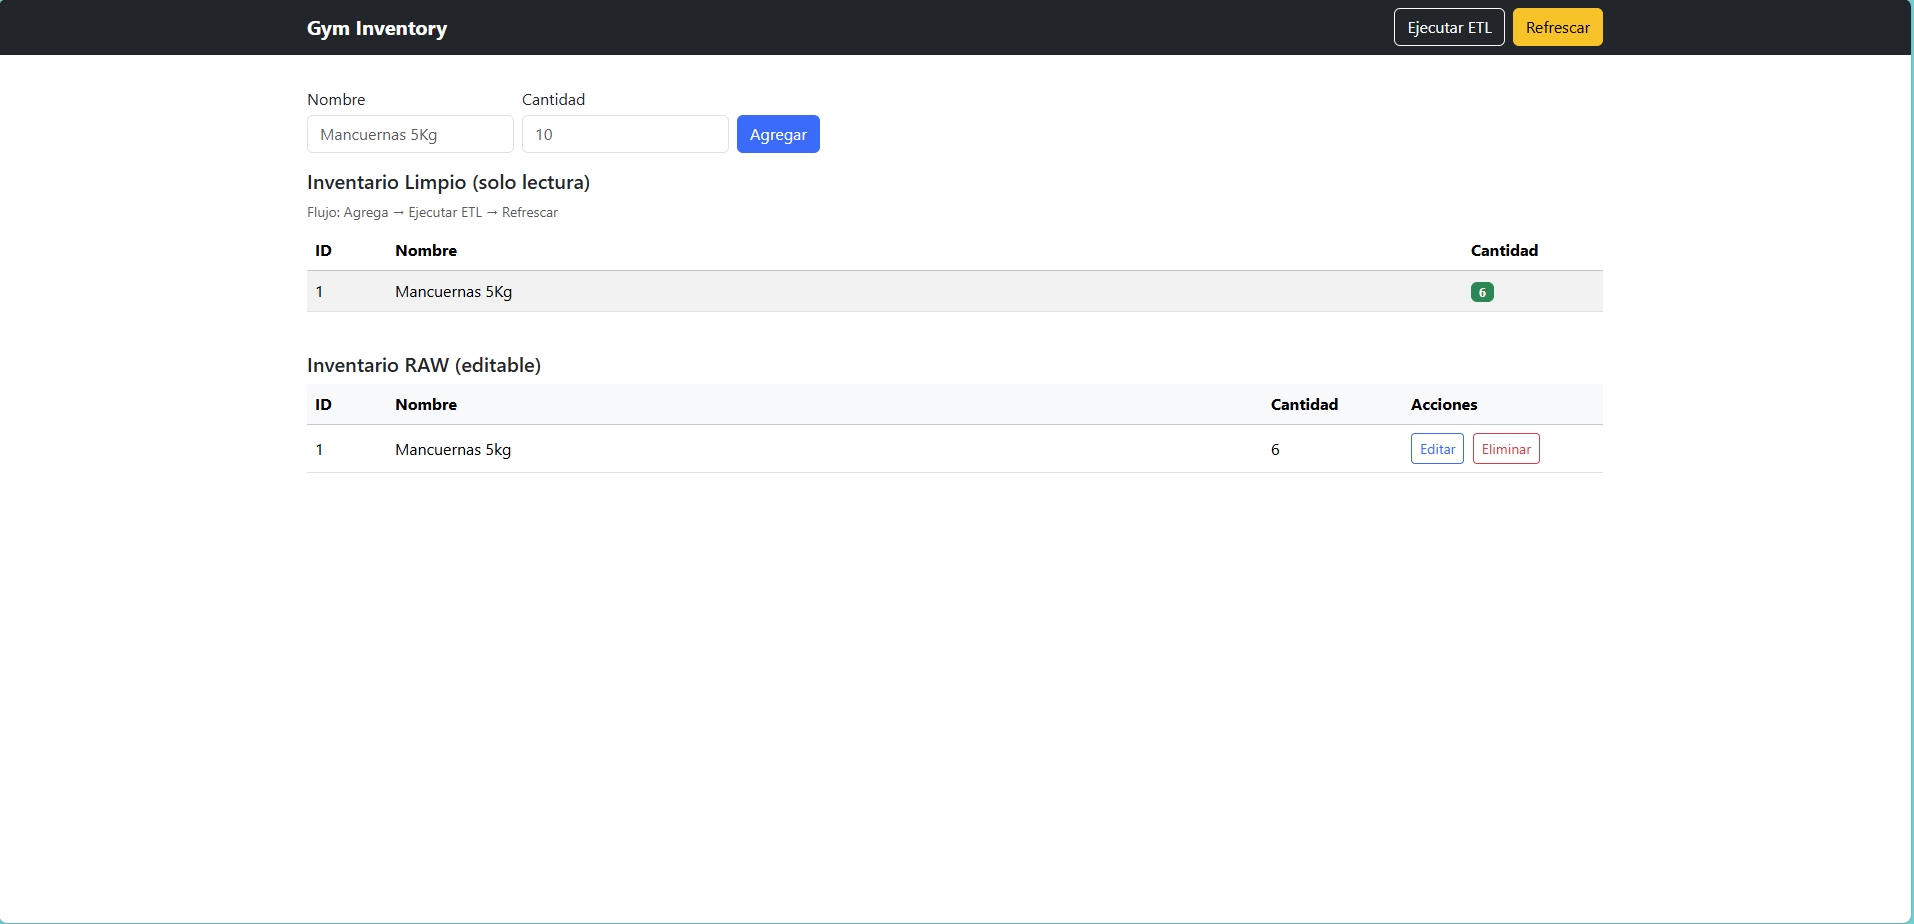 Gym Inventory Ejecutar ETL Refrescar
Nombre Cantidad
Mancuernas 5Kg 10 Agregar
Inventario Limpio (solo lectura)
Flujo: Agrega → Ejecutar ETL → Refrescar
ID Nombre Cantidad
1 Mancuernas 5Kg 6
Inventario RAW (editable)
ID Nombre Cantidad Acciones
1 Mancuernas 5kg 6 Editar Eliminar